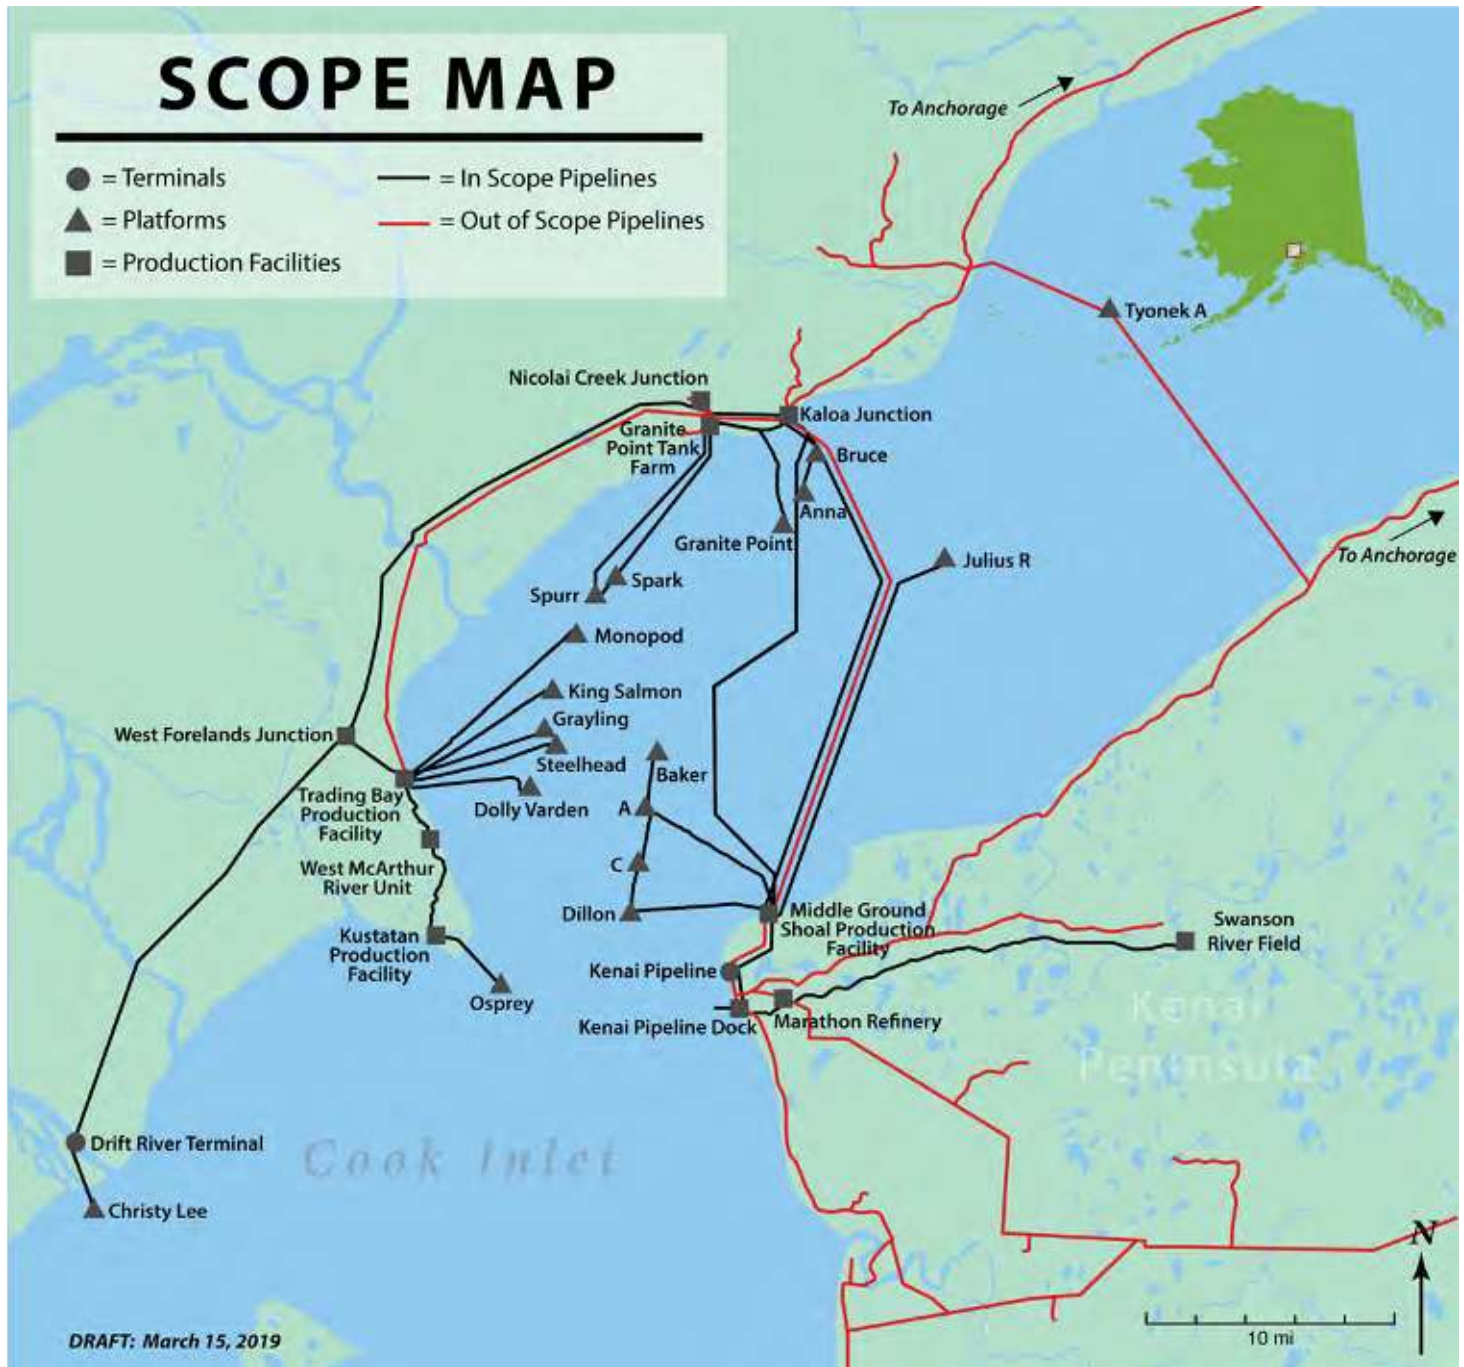 SCOPE MAP
= Terminals
= In Scope Pipelines
= Platforms
= Out of Scope Pipelines
= Production Facilities
To Anchorage
Tyonek A
Nicolai Creek Junction
Kaloa Junction
Granite
Point Tank
Farm
Bruce
Anna
Granite Point
Julius R
To Anchorage
Spark
Spurr
Monopod
King Salmon
Grayling
West Forelands Junction
Steelhead
Baker
Trading Bay
Production
Facility
Dolly Varden
A
West McArthur
River Unit
C
Dillon
Middle Ground
Shoal Production
Facility
Swanson
River Field
Kustatan
Production
Facility
Kenai Pipeline
Osprey
Kenai Pipeline Dock
Marathon Refinery
Kenai
Peninsula
Drift River Terminal
Cook Inlet
Christy Lee
N
10 mi
DRAFT: March 15, 2019